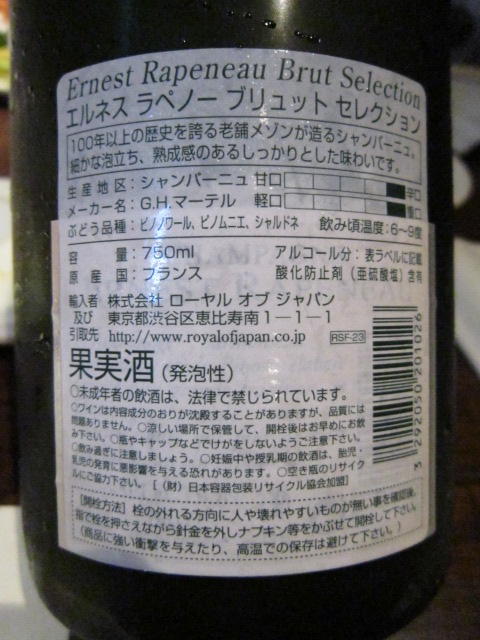 Ernest Rapeneau Brut Selection
エルネス ラペノー ブリュット セレクション
100年以上の歴史を誇る老舗メゾンが造るシャンパーニュ。
細かな泡立ち、熟成感のあるしっかりとした味わいです。
生産地区：シャンパーニュ 甘口 辛口
メーカー名：G.H.マーテル 軽口 重口
ぶどう品種：ピノノワール、ピノムニエ、シャルドネ 飲み頃温度：6～9度
容量：750ml アルコール分：表ラベルに記載
原産国：フランス 酸化防止剤（亜硫酸塩）含有
輸入者 株式会社 ローヤル オブ ジャパン
及び 東京都渋谷区恵比寿南1－1－1
引取先 http://www.royalofjapan.co.jp RSF-23
果実酒（発泡性）
○未成年者の飲酒は、法律で禁じられています。
○ワインは内容成分のおりが沈殿することがありますが、品質には
問題ありません。○涼しい場所で保管して、開栓後はお早めにお飲
み下さい。○瓶やキャップなどでけがをしないようご注意下さい。
○飲み過ぎに注意しましょう。○妊娠中や授乳期の飲酒は、胎児・
乳児の発育に悪影響を与える恐れがあります。○空き瓶のリサイク
ルにご協力下さい。［（財）日本容器包装リサイクル協会加盟］
3292050201026
［開栓方法］栓の外れる方向に人や壊れやすいものが無い事を確認後、
指で栓を押さえながら針金を外しナプキン等をかぶせて開栓して下さい。
（商品に強い衝撃を与えたり、高温での保存は避けて下さい。）